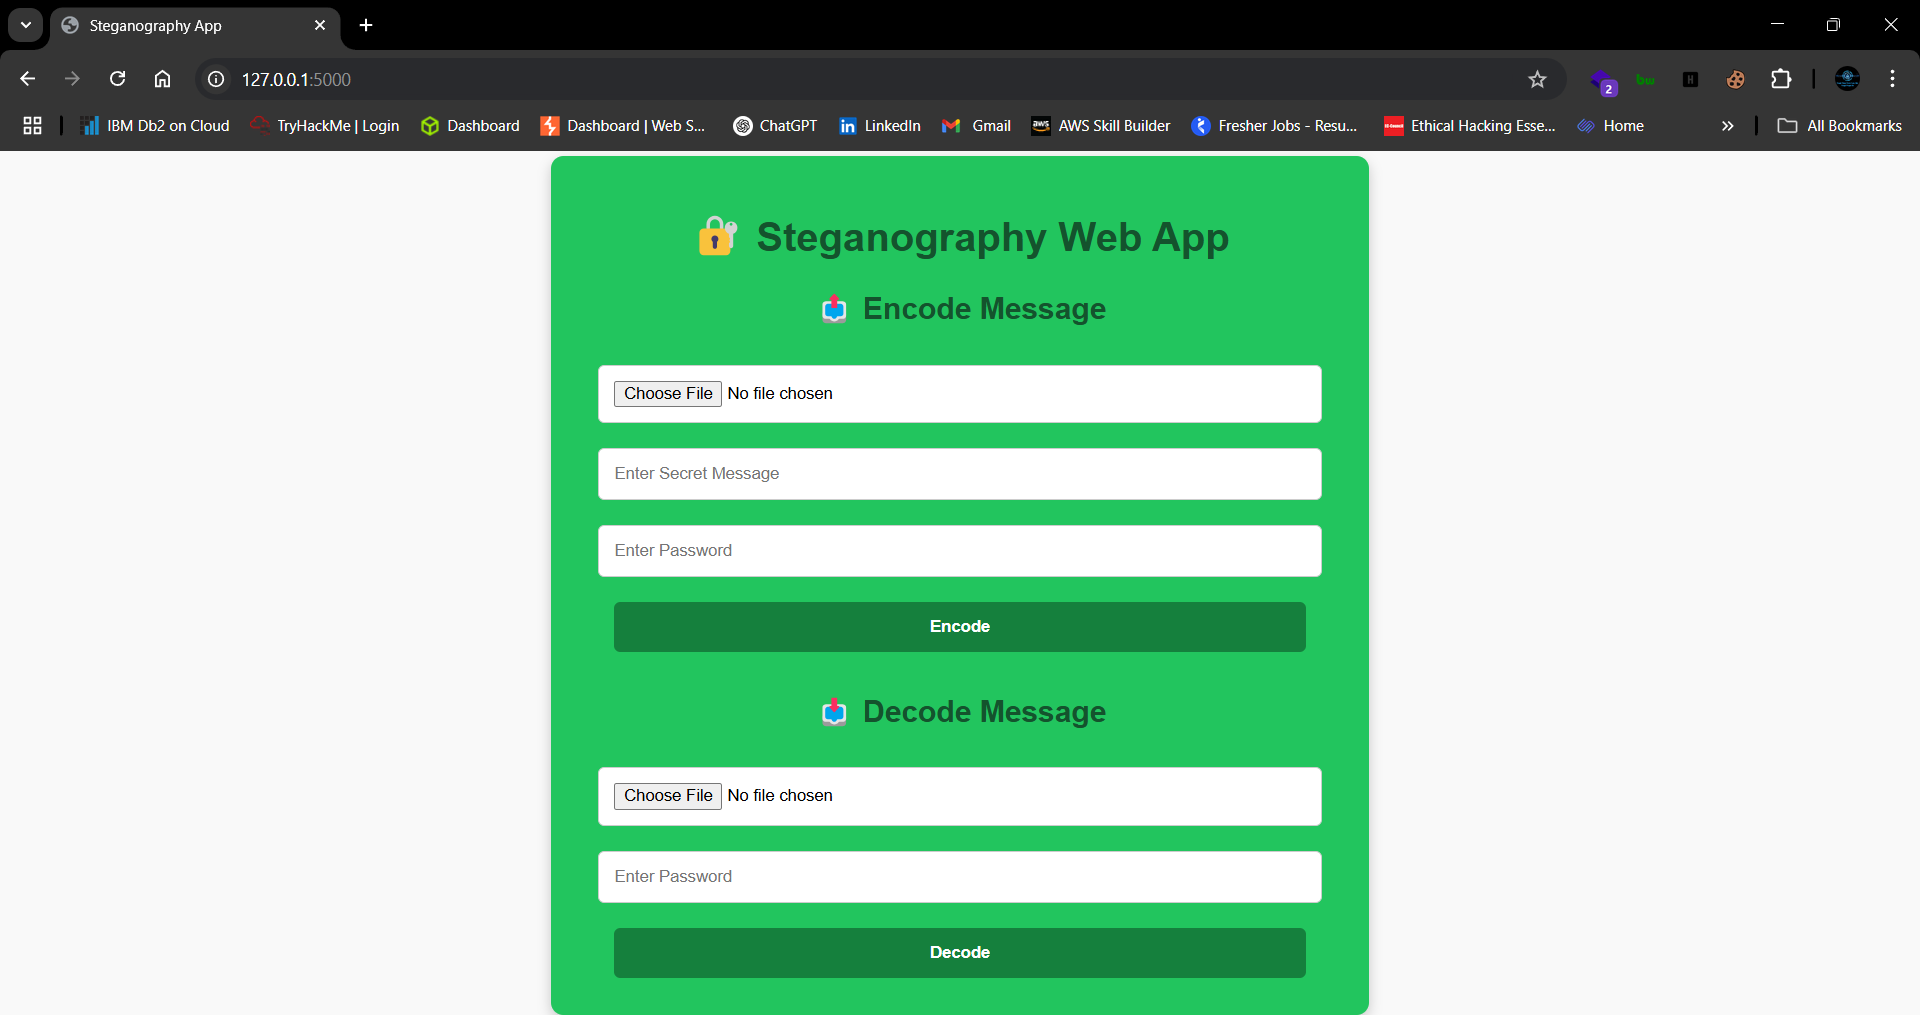 Steganography App
127.0.0.1:5000
2
bw
H
IBM Db2 on Cloud
TryHackMe | Login
Dashboard
Dashboard | Web S...
ChatGPT
LinkedIn
Gmail
aws
AWS Skill Builder
Fresher Jobs - Resu...
Ethical Hacking Esse...
Home
All Bookmarks
Steganography Web App
Encode Message
Choose File No file chosen
Enter Secret Message
Enter Password
Encode
Decode Message
Choose File No file chosen
Enter Password
Decode